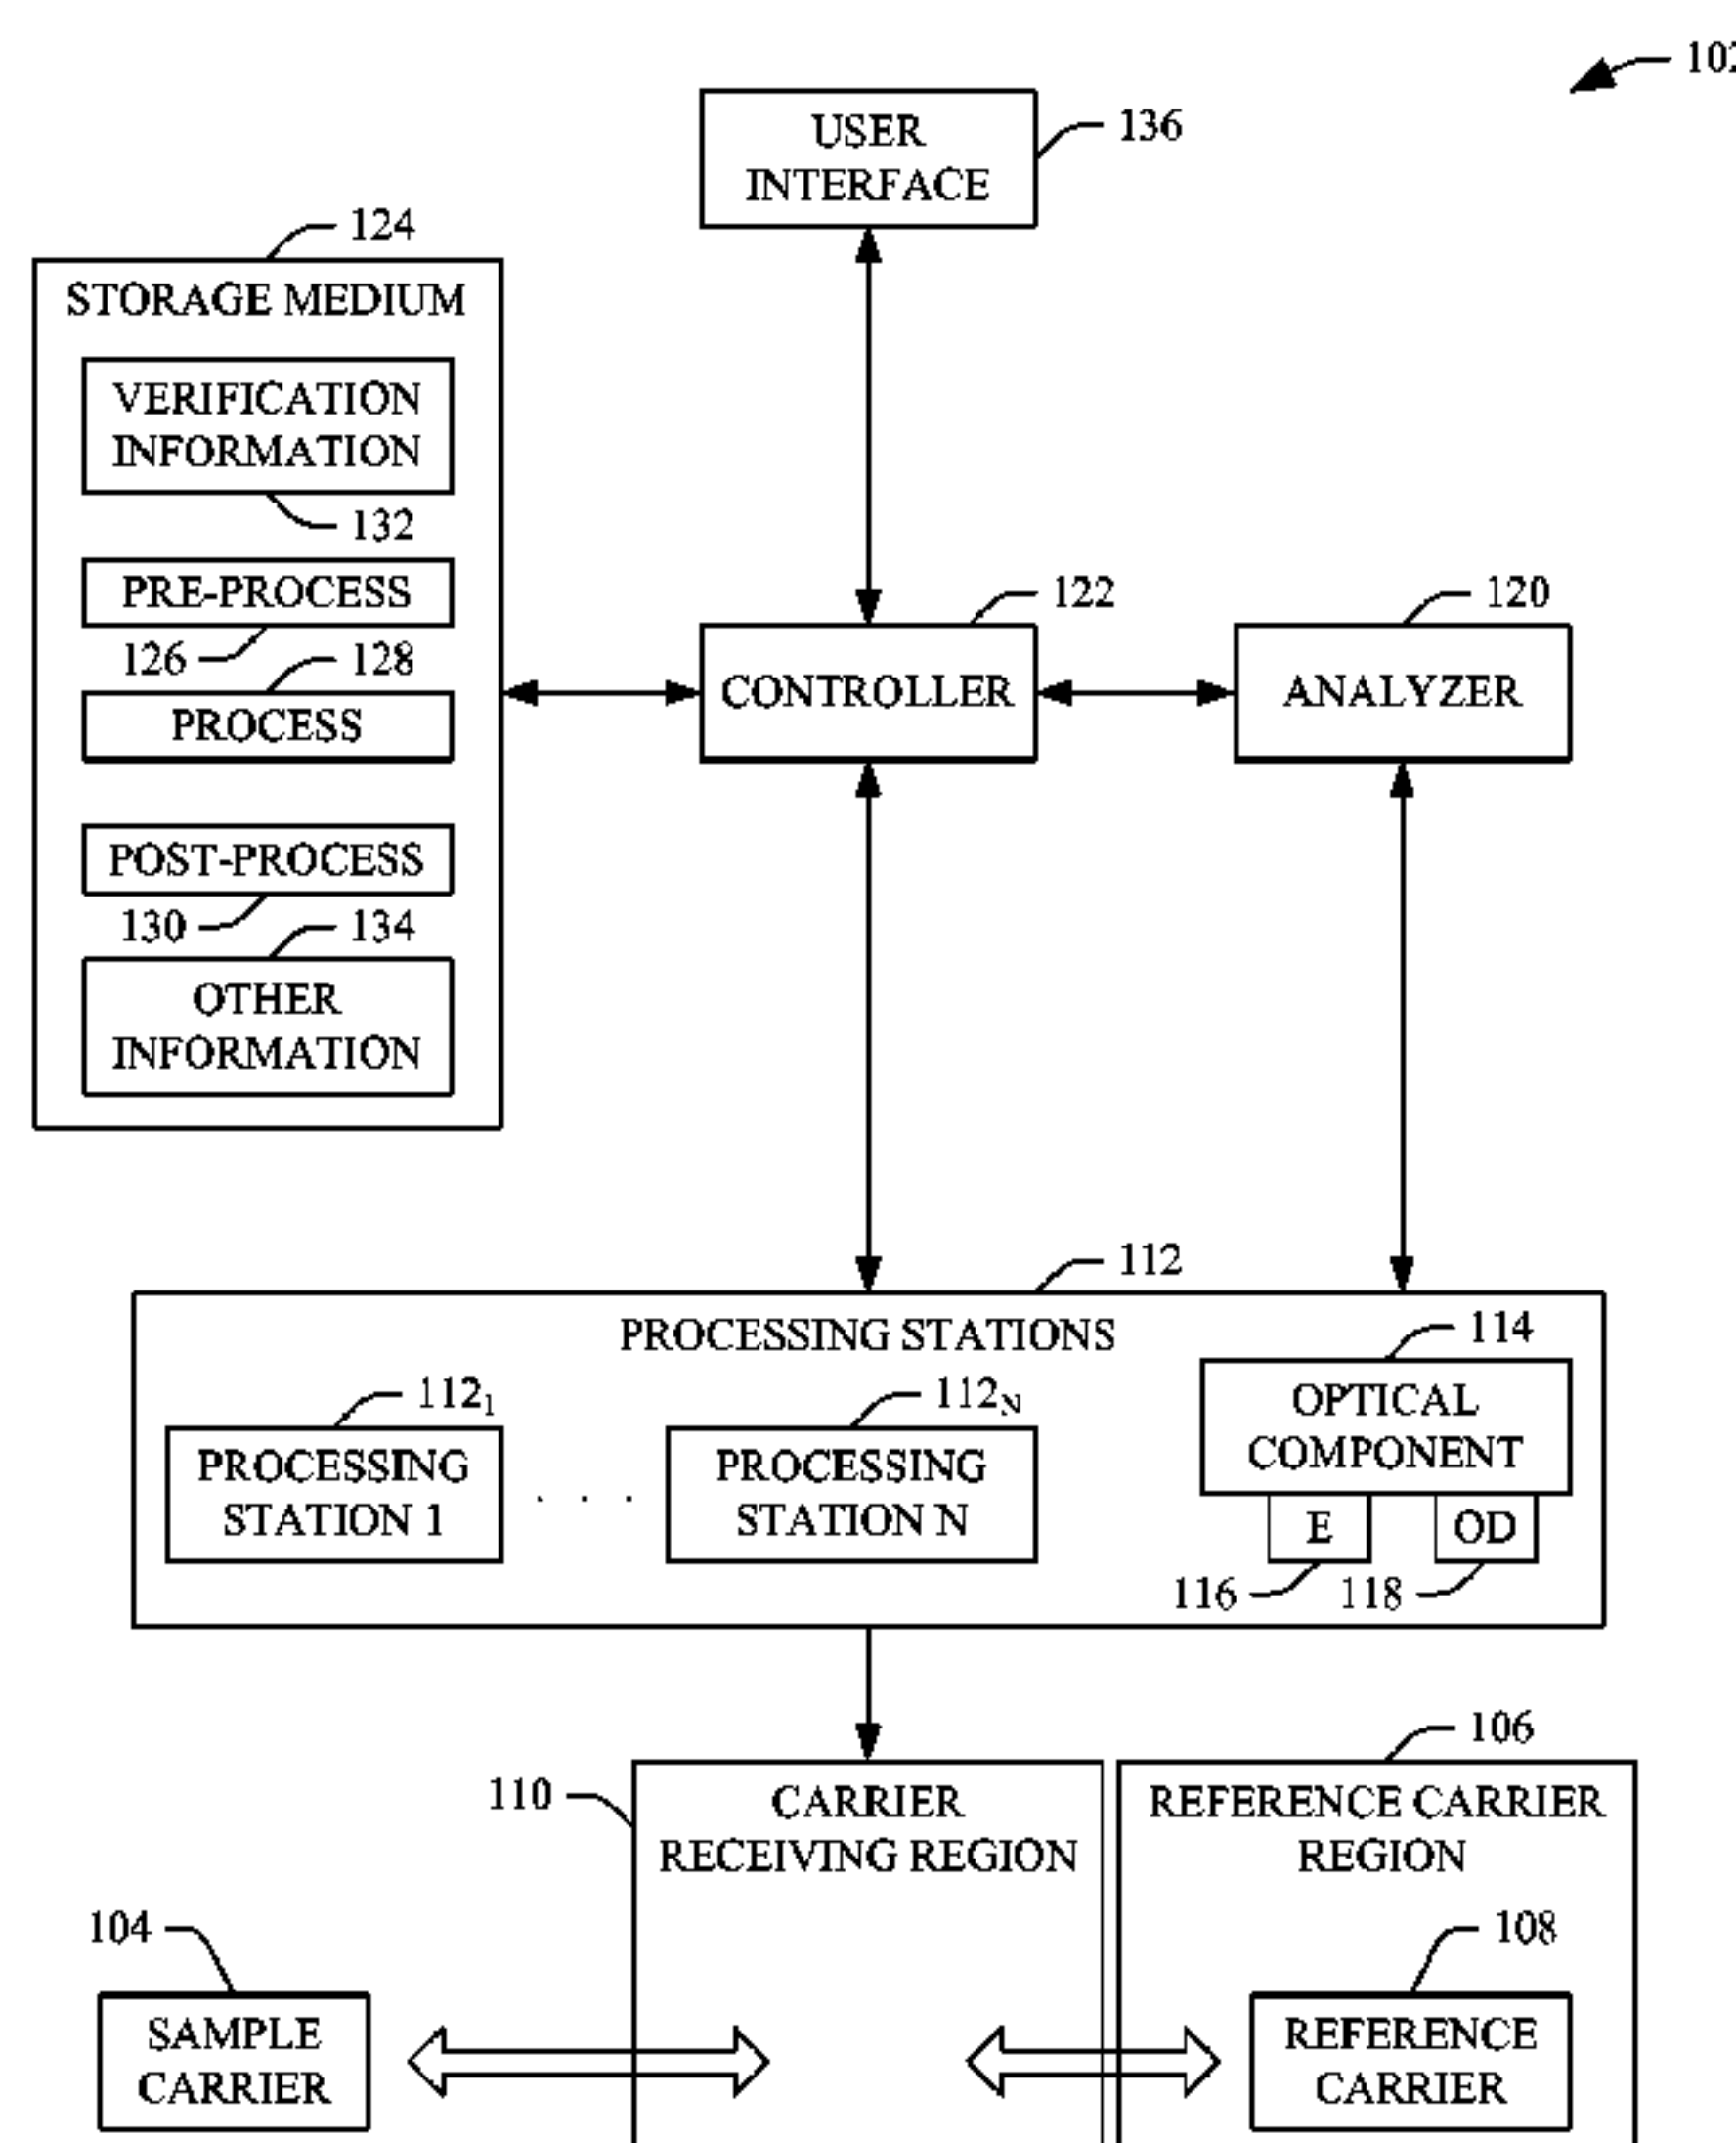 102
USER
INTERFACE
136
124
STORAGE MEDIUM
VERIFICATION
INFORMATION
132
PRE-PROCESS
126
128
PROCESS
POST-PROCESS
130
134
OTHER
INFORMATION
122
CONTROLLER
120
ANALYZER
112
PROCESSING STATIONS
112₁
PROCESSING
STATION 1
. . .
112_N
PROCESSING
STATION N
114
OPTICAL
COMPONENT
E
OD
116
118
110
CARRIER
RECEIVING REGION
106
REFERENCE CARRIER
REGION
104
SAMPLE
CARRIER
108
REFERENCE
CARRIER